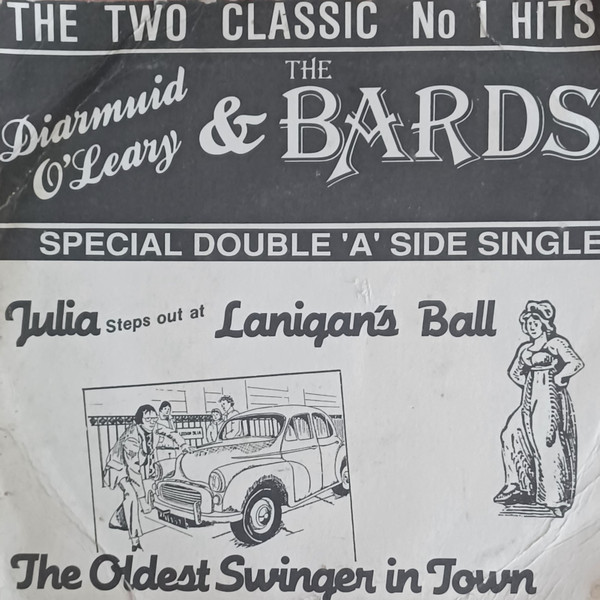 THE TWO CLASSIC No 1 HITS
Diarmuid O'Leary & THE BARDS
SPECIAL DOUBLE 'A' SIDE SINGLE
Julia Steps out at Lanigan's Ball
The Oldest Swinger in Town